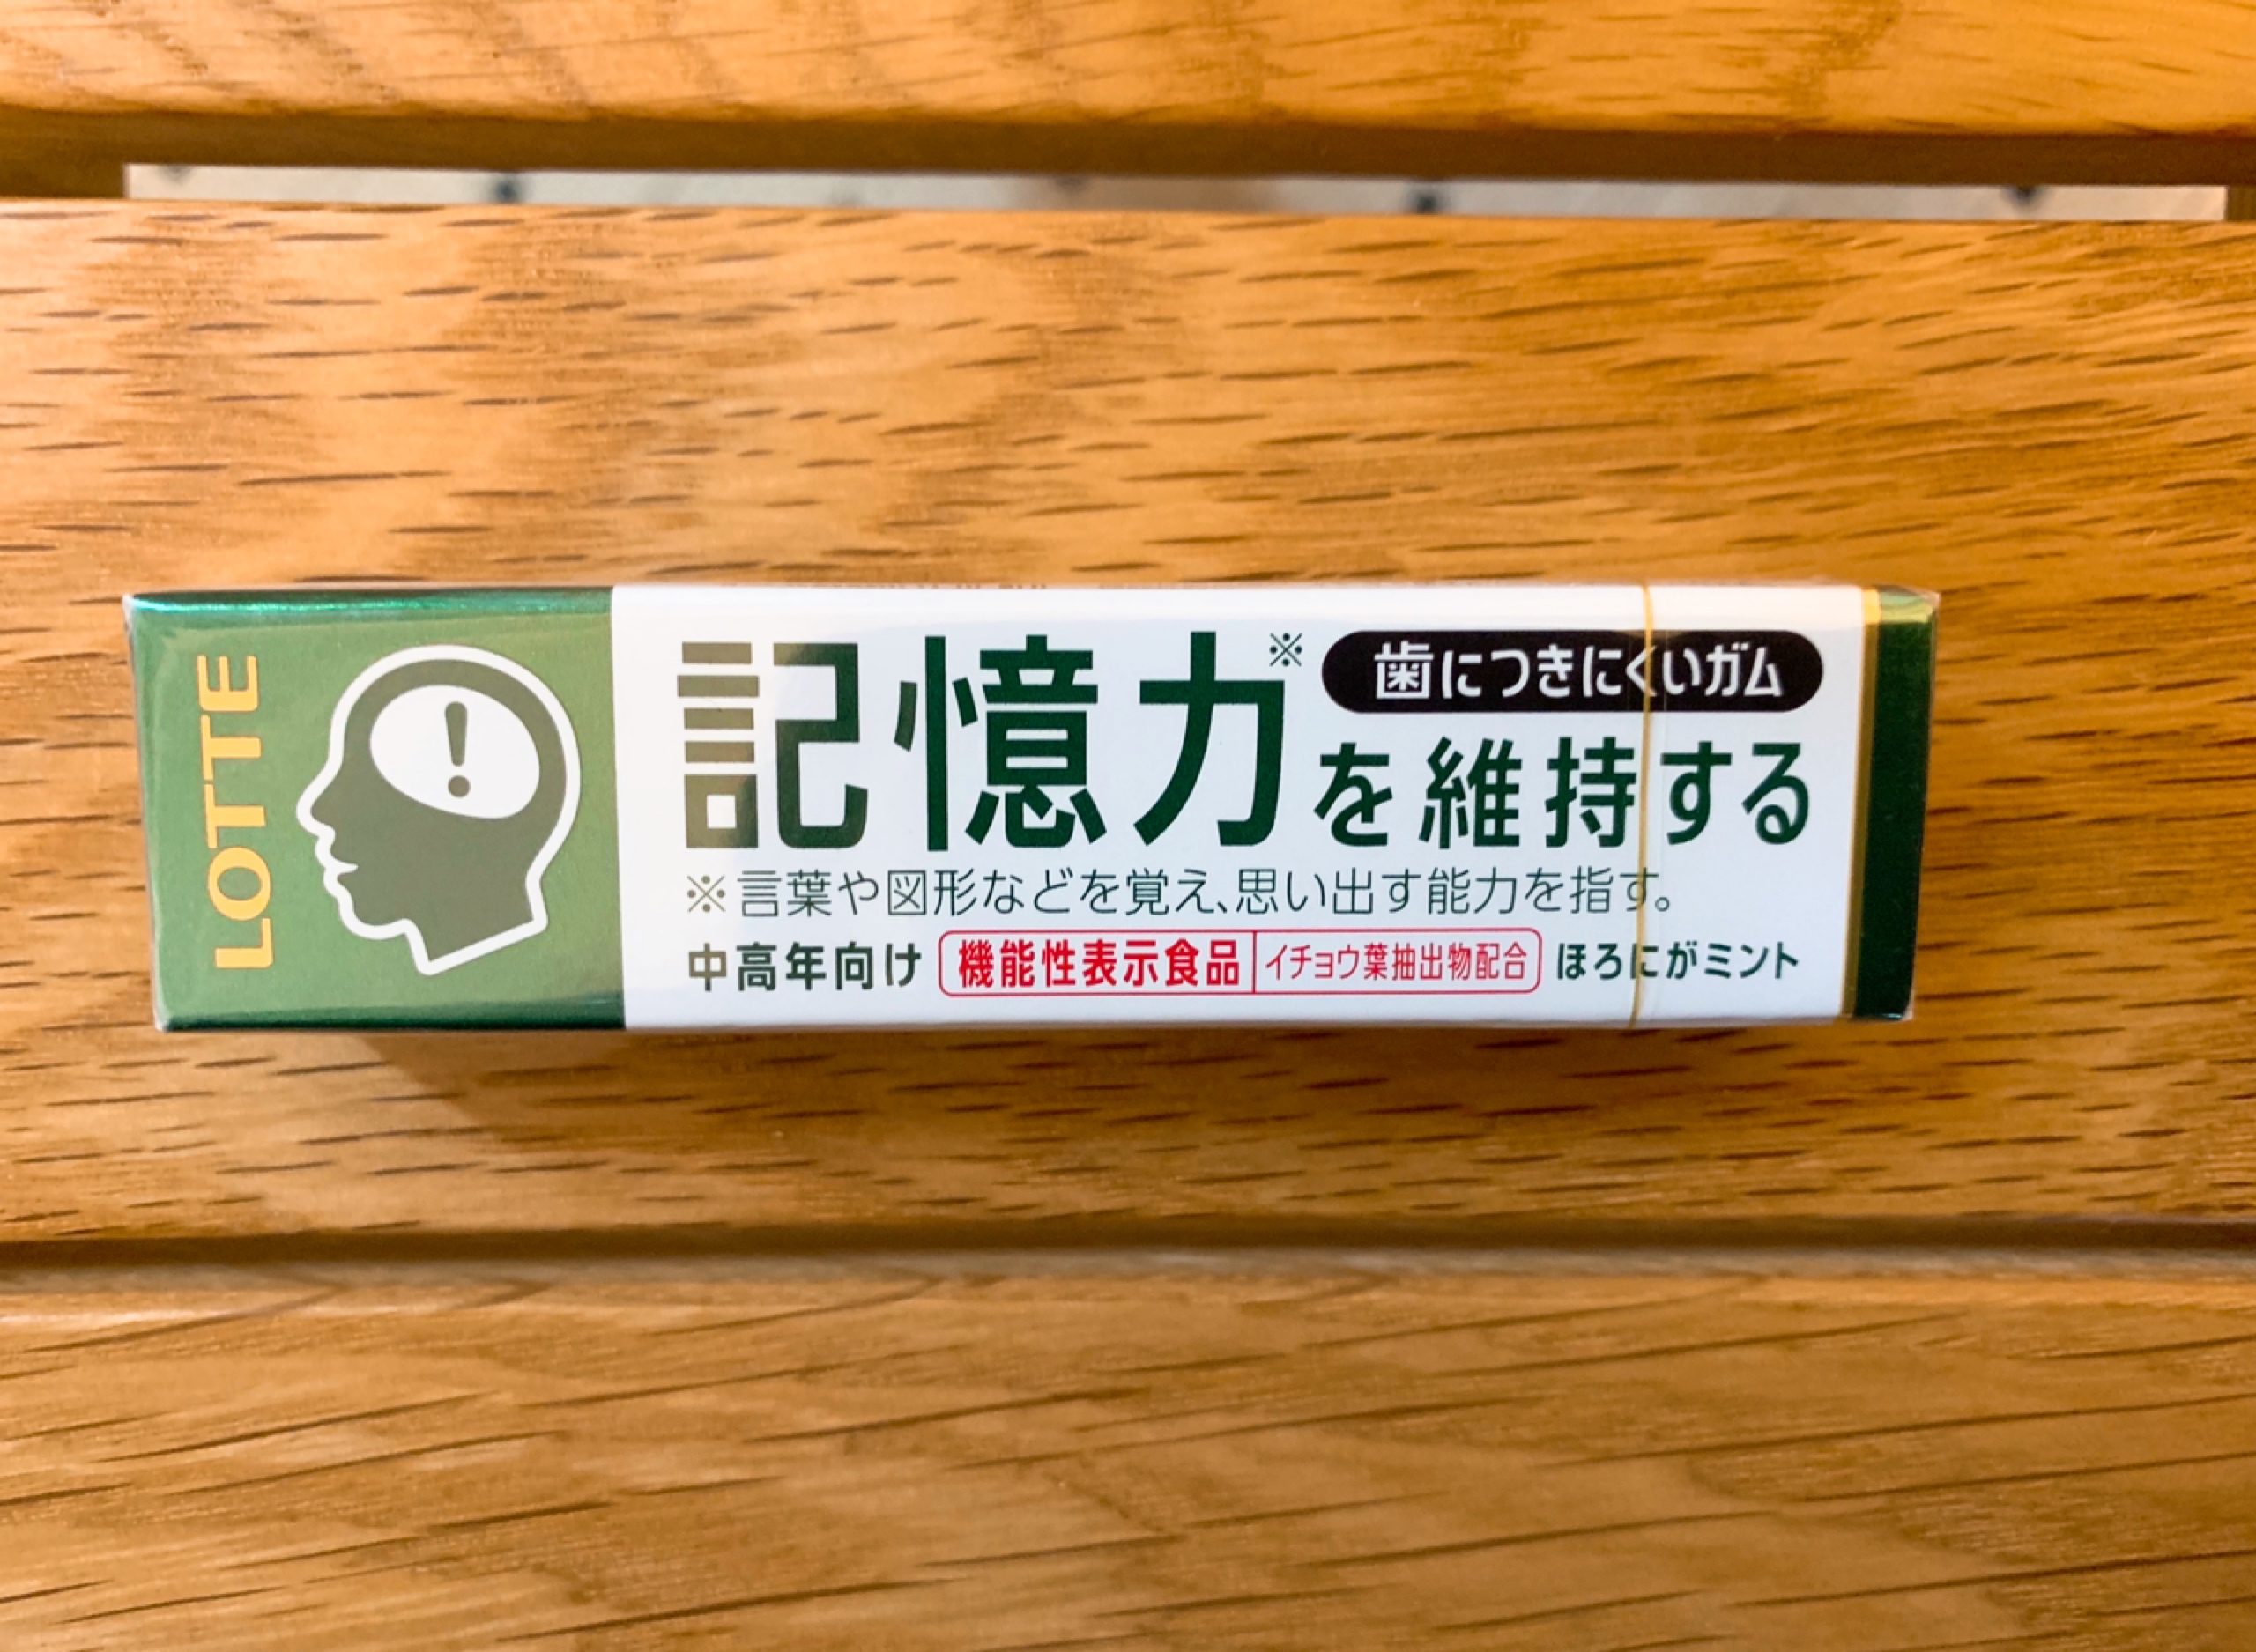 LOTTE
記憶力※
歯につきにくいガム
を維持する
※言葉や図形などを覚え、思い出す能力を指す。
中高年向け 機能性表示食品 イチョウ葉抽出物配合 ほろにがミント